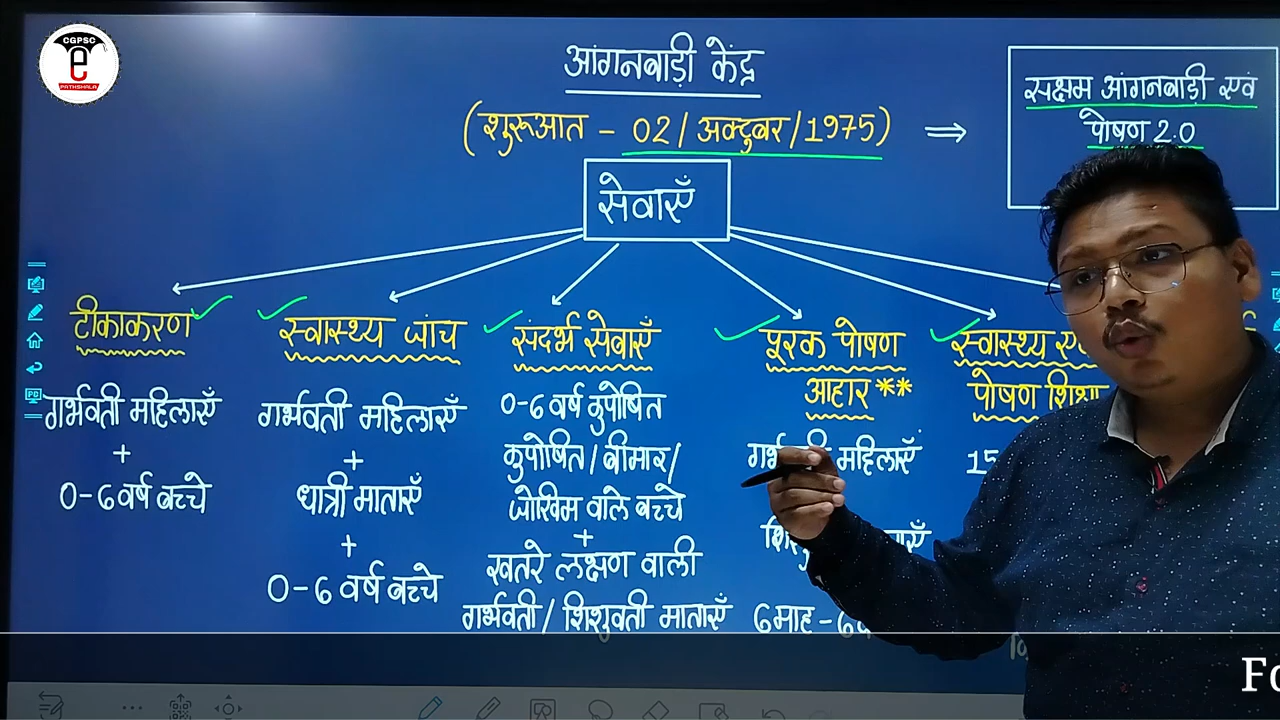 CGPSC
e
PATHSHALA
आंगनबाड़ी केंद्र
(शुरूआत - 02/अक्टुबर/1975) ⇒
सक्षम आंगनबाड़ी एवं
पोषण 2.0
सेवाएँ
टीकाकरण
गर्भवती महिलाएँ
+
0-6 वर्ष बच्चे
स्वास्थ्य जांच
गर्भवती महिलाएँ
+
धात्री माताएँ
+
0-6 वर्ष बच्चे
संदर्भ सेवाएँ
0-6 वर्ष कुपोषित
कुपोषित/बीमार/
जोखिम वाले बच्चे
+
खतरे लक्षण वाली
गर्भवती/शिशुवती माताएँ
पूरक पोषण
आहार **
महिलाएँ
6माह-6
स्वास्थ्य
पोषण
15
PC
Fo